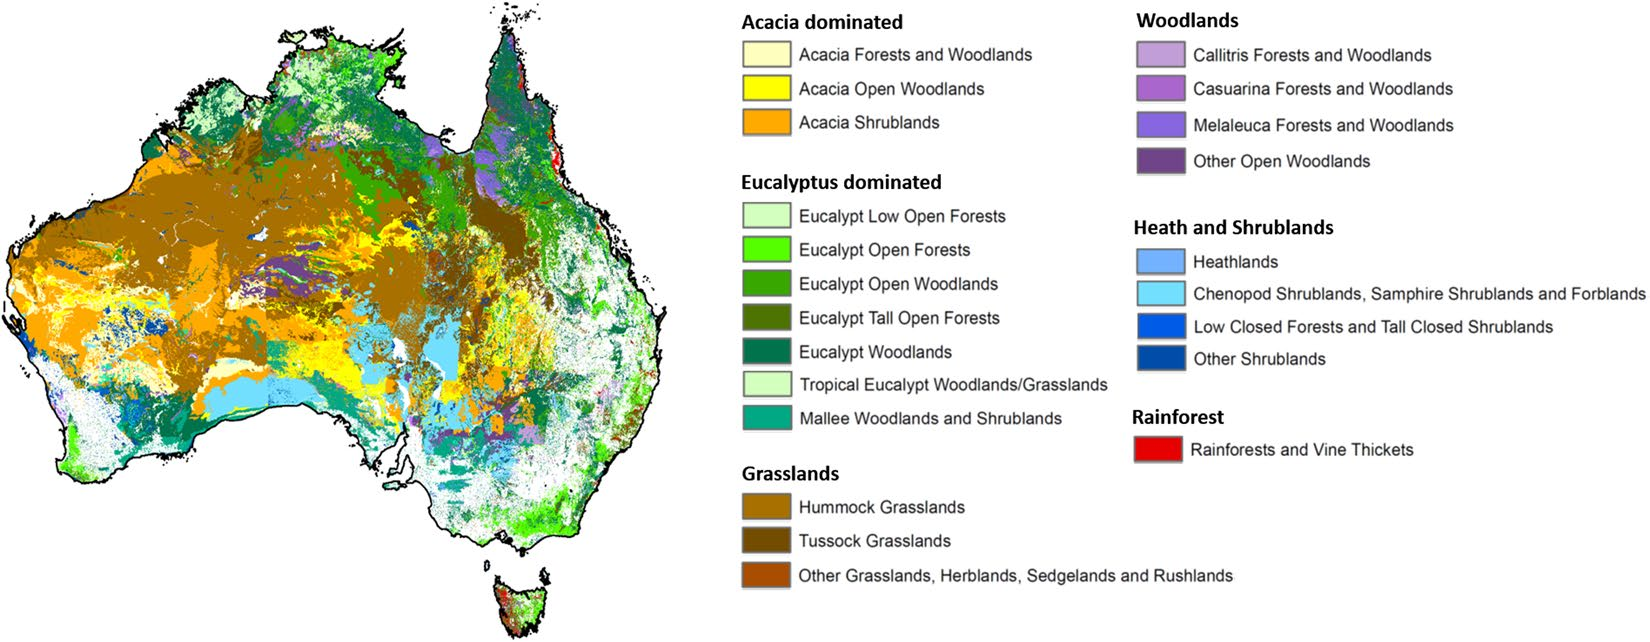 Acacia dominated
Acacia Forests and Woodlands
Acacia Open Woodlands
Acacia Shrublands
Eucalyptus dominated
Eucalypt Low Open Forests
Eucalypt Open Forests
Eucalypt Open Woodlands
Eucalypt Tall Open Forests
Eucalypt Woodlands
Tropical Eucalypt Woodlands/Grasslands
Mallee Woodlands and Shrublands
Grasslands
Hummock Grasslands
Tussock Grasslands
Other Grasslands, Herblands, Sedgelands and Rushlands
Woodlands
Callitris Forests and Woodlands
Casuarina Forests and Woodlands
Melaleuca Forests and Woodlands
Other Open Woodlands
Heath and Shrublands
Heathlands
Chenopod Shrublands, Samphire Shrublands and Forblands
Low Closed Forests and Tall Closed Shrublands
Other Shrublands
Rainforest
Rainforests and Vine Thickets